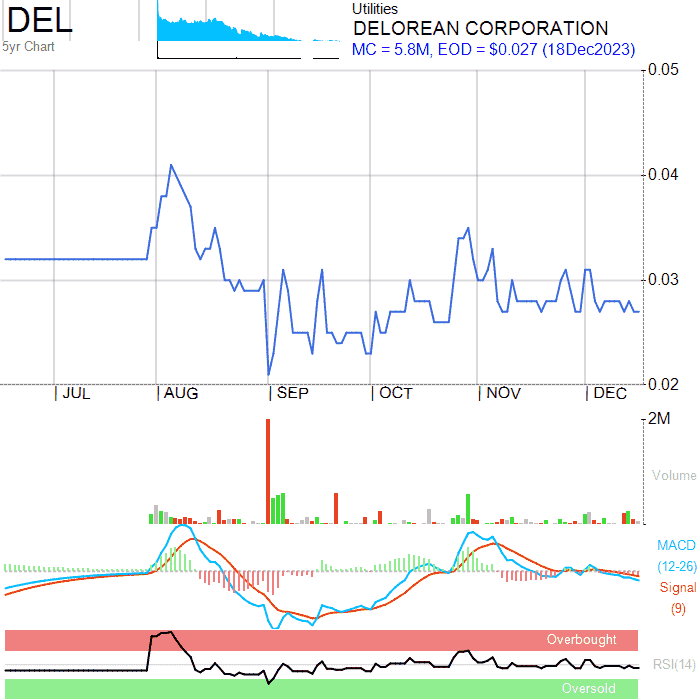 DEL
5yr Chart
Utilities
DELOREAN CORPORATION
MC = 5.8M, EOD = $0.027 (18Dec2023)
0.05
0.04
0.03
0.02
JUL AUG SEP OCT NOV DEC
2M
Volume
MACD
(12-26)
Signal
(9)
Overbought
RSI(14)
Oversold